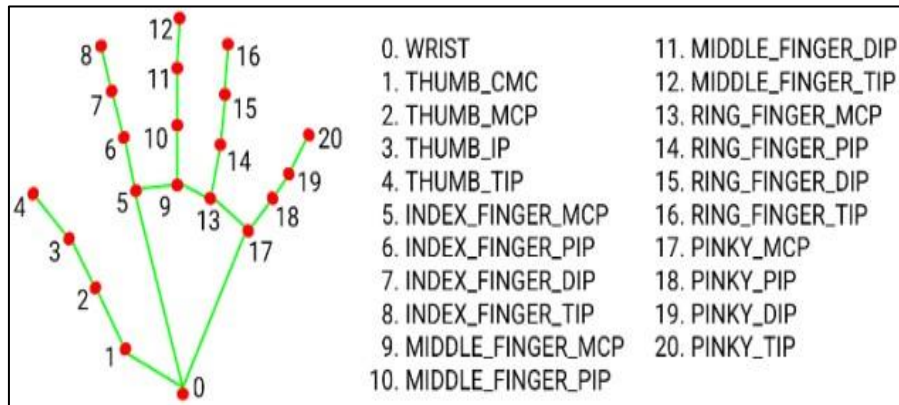 12
8
16
11
7
15
20
10
6
14
19
4
5
9
18
13
3
17
2
1
0
0. WRIST
1. THUMB_CMC
2. THUMB_MCP
3. THUMB_IP
4. THUMB_TIP
5. INDEX_FINGER_MCP
6. INDEX_FINGER_PIP
7. INDEX_FINGER_DIP
8. INDEX_FINGER_TIP
9. MIDDLE_FINGER_MCP
10. MIDDLE_FINGER_PIP
11. MIDDLE_FINGER_DIP
12. MIDDLE_FINGER_TIP
13. RING_FINGER_MCP
14. RING_FINGER_PIP
15. RING_FINGER_DIP
16. RING_FINGER_TIP
17. PINKY_MCP
18. PINKY_PIP
19. PINKY_DIP
20. PINKY_TIP